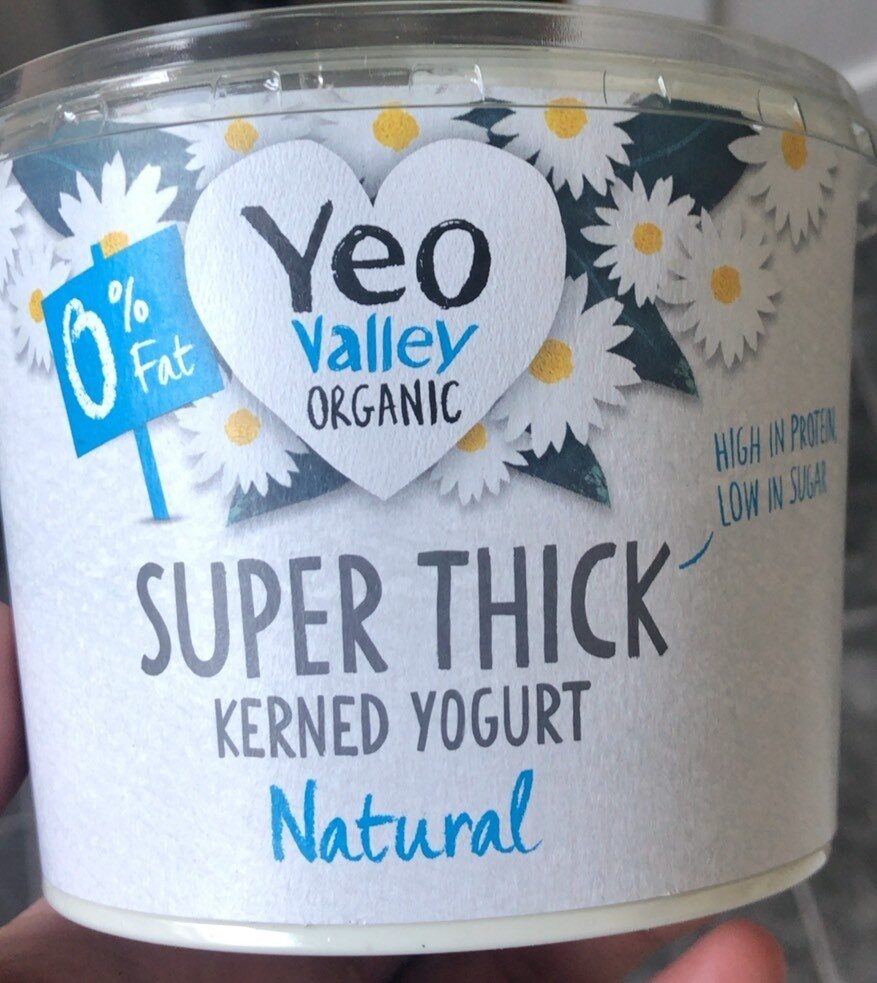 Yeo
Valley
ORGANIC
0%
Fat
HIGH IN PROTEIN,
LOW IN SUGAR
SUPER THICK
KERNED YOGURT
Natural